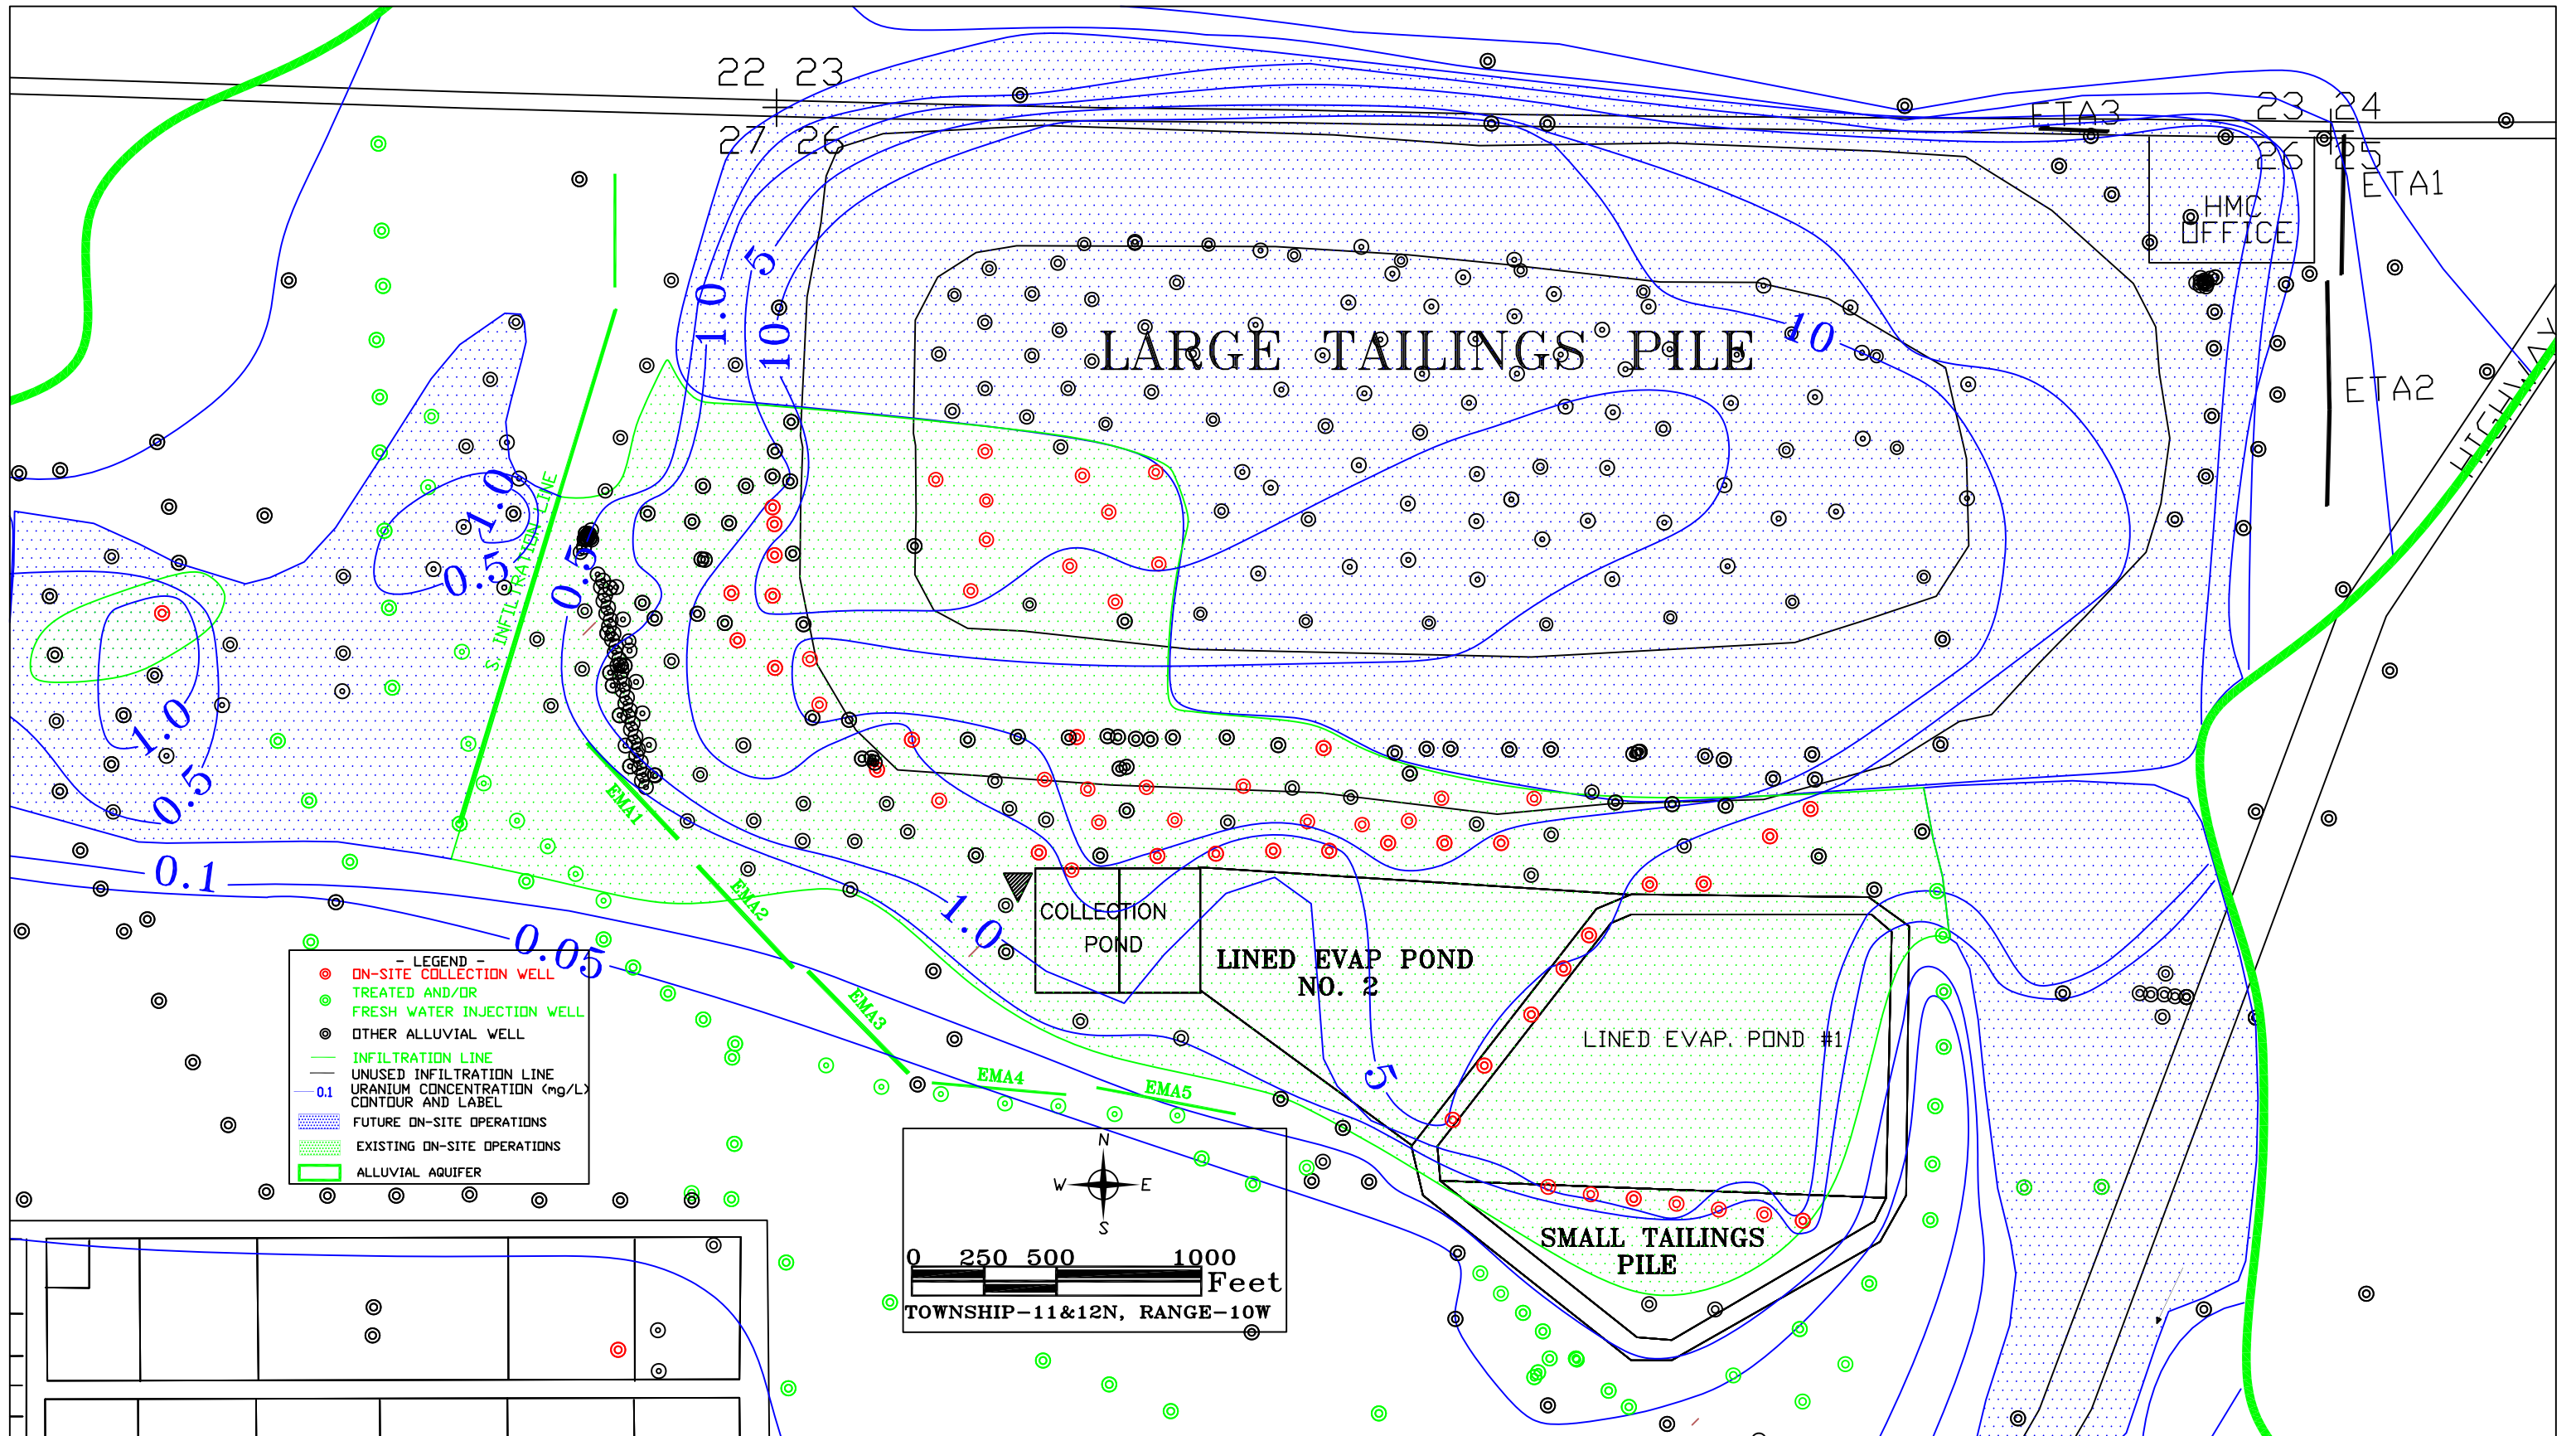 22 23
27 26
ETA3
23 24
26 25
ETA1
HMC
OFFICE
5
1.0
10
LARGE TAILINGS PILE
10
ETA2
HIGHWAY
1.0
0.5
S INFILTRATION LINE
0.5
1.0
0.5
EMA1
0.1
EMA2
1.0
COLLECTION
POND
0.05
LINED EVAP POND
NO. 2
EMA3
LINED EVAP. POND #1
5
EMA4
EMA5
- LEGEND -
ON-SITE COLLECTION WELL
TREATED AND/OR
FRESH WATER INJECTION WELL
OTHER ALLUVIAL WELL
INFILTRATION LINE
UNUSED INFILTRATION LINE
0.1 URANIUM CONCENTRATION (mg/L)
CONTOUR AND LABEL
FUTURE ON-SITE OPERATIONS
EXISTING ON-SITE OPERATIONS
ALLUVIAL AQUIFER
N
W E
S
0 250 500 1000
Feet
TOWNSHIP-11&12N, RANGE-10W
SMALL TAILINGS
PILE